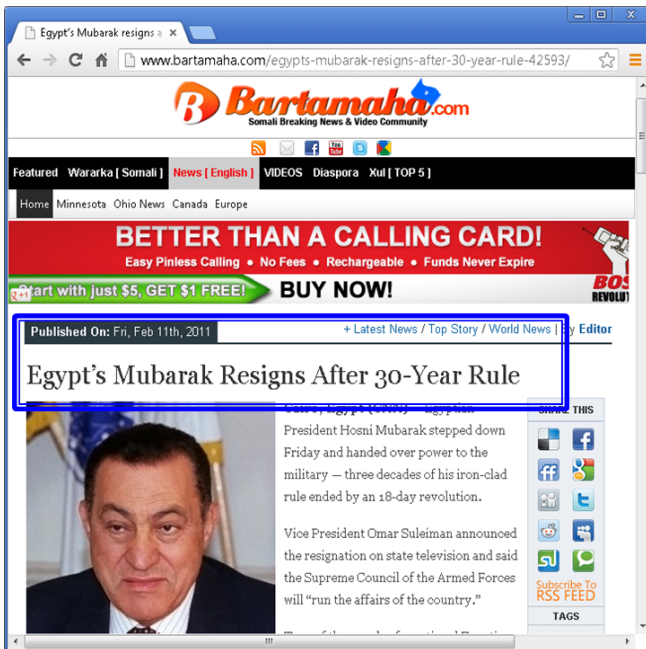 Egypt's Mubarak resigns a
www.bartamaha.com/egypts-mubarak-resigns-after-30-year-rule-42593/
Bartamaha.com
Somali Breaking News & Video Community
Featured Wararka [ Somali ] News [ English ] VIDEOS Diaspora Xul [ TOP 5 ]
Home Minnesota Ohio News Canada Europe
BETTER THAN A CALLING CARD!
Easy Pinless Calling • No Fees • Rechargeable • Funds Never Expire
Start with just $5, GET $1 FREE! BUY NOW!
BOS
REVOLUT
Published On: Fri, Feb 11th, 2011 + Latest News / Top Story / World News | By Editor
Egypt's Mubarak Resigns After 30-Year Rule
Cairo, Egypt (CNN) — Egyptian
President Hosni Mubarak stepped down
Friday and handed over power to the
military — three decades of his iron-clad
rule ended by an 18-day revolution.
Vice President Omar Suleiman announced
the resignation on state television and said
the Supreme Council of the Armed Forces
will “run the affairs of the country.”
SHARE THIS
Subscribe To
RSS FEED
TAGS